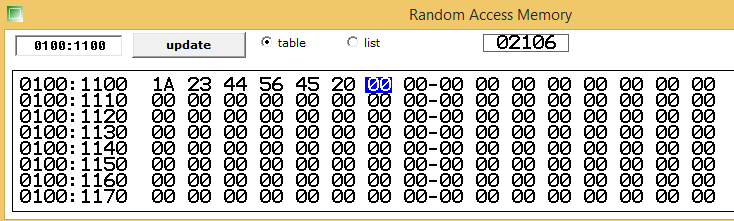 Random Access Memory
0100:1100 update table list 02106
0100:1100 1A 23 44 56 45 20 00 00-00 00 00 00 00 00 00 00
0100:1110 00 00 00 00 00 00 00 00-00 00 00 00 00 00 00 00
0100:1120 00 00 00 00 00 00 00 00-00 00 00 00 00 00 00 00
0100:1130 00 00 00 00 00 00 00 00-00 00 00 00 00 00 00 00
0100:1140 00 00 00 00 00 00 00 00-00 00 00 00 00 00 00 00
0100:1150 00 00 00 00 00 00 00 00-00 00 00 00 00 00 00 00
0100:1160 00 00 00 00 00 00 00 00-00 00 00 00 00 00 00 00
0100:1170 00 00 00 00 00 00 00 00-00 00 00 00 00 00 00 00